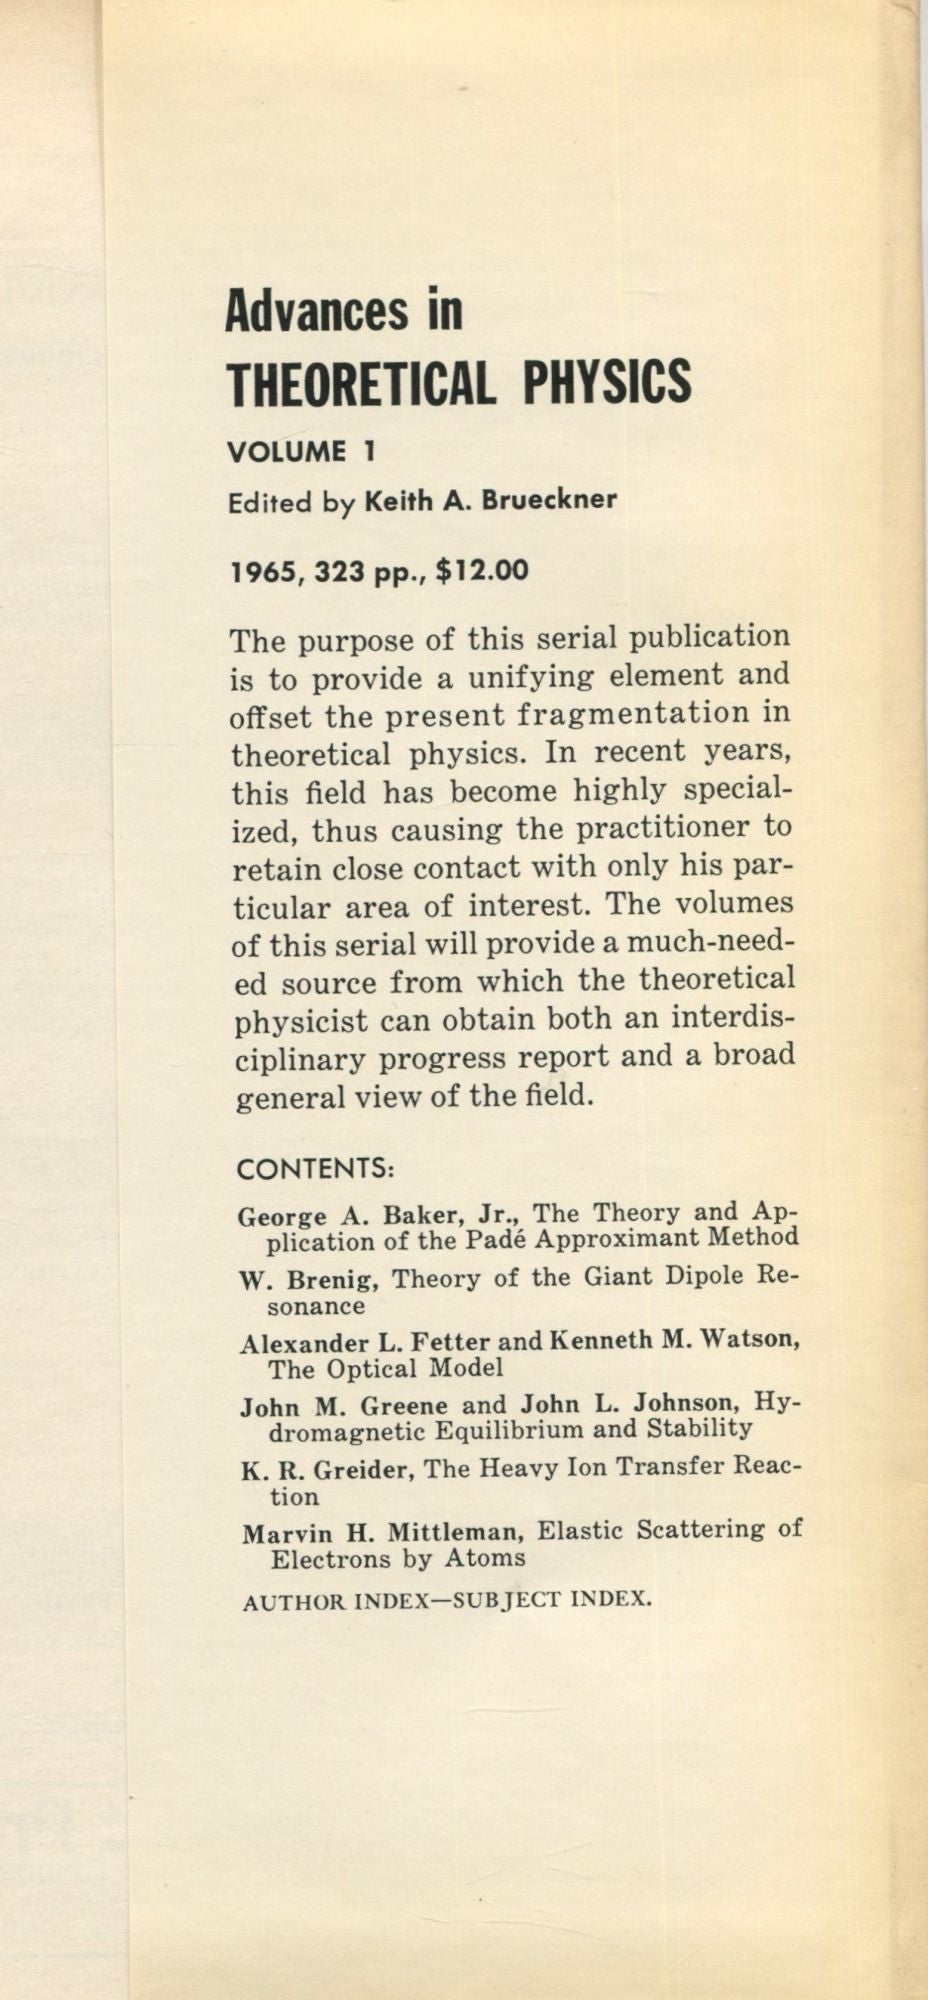 Advances in
THEORETICAL PHYSICS
VOLUME 1
Edited by Keith A. Brueckner
1965, 323 pp., $12.00
The purpose of this serial publication
is to provide a unifying element and
offset the present fragmentation in
theoretical physics. In recent years,
this field has become highly special-
ized, thus causing the practitioner to
retain close contact with only his par-
ticular area of interest. The volumes
of this serial will provide a much-need-
ed source from which the theoretical
physicist can obtain both an interdis-
ciplinary progress report and a broad
general view of the field.
CONTENTS:
George A. Baker, Jr., The Theory and Ap-
plication of the Padé Approximant Method
W. Brenig, Theory of the Giant Dipole Re-
sonance
Alexander L. Fetter and Kenneth M. Watson,
The Optical Model
John M. Greene and John L. Johnson, Hy-
dromagnetic Equilibrium and Stability
K. R. Greider, The Heavy Ion Transfer Reac-
tion
Marvin H. Mittleman, Elastic Scattering of
Electrons by Atoms
AUTHOR INDEX—SUBJECT INDEX.